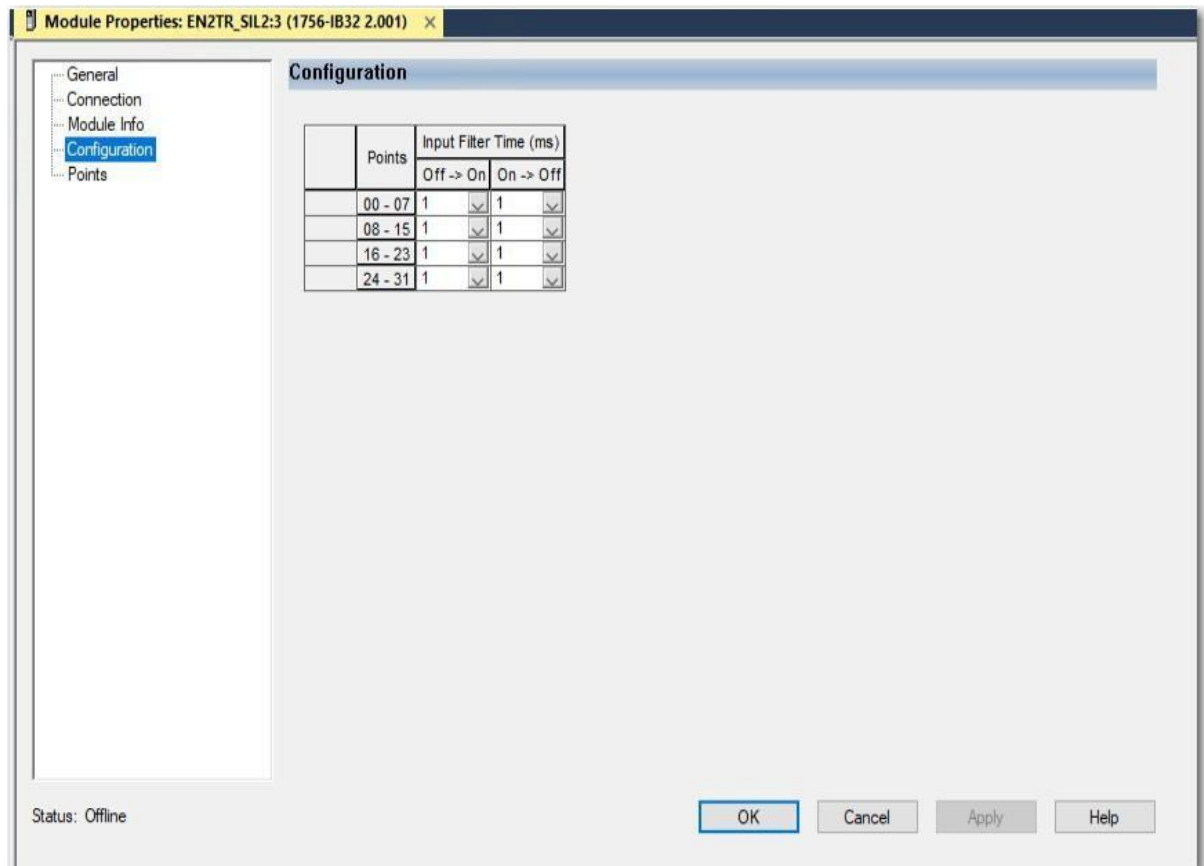 Module Properties: EN2TR_SIL2:3 (1756-IB32 2.001) ×
General
Connection
Module Info
Configuration
Points
Configuration
Points
Input Filter Time (ms)
Off -> On On -> Off
00 - 07 1 1
08 - 15 1 1
16 - 23 1 1
24 - 31 1 1
Status: Offline
OK Cancel Apply Help